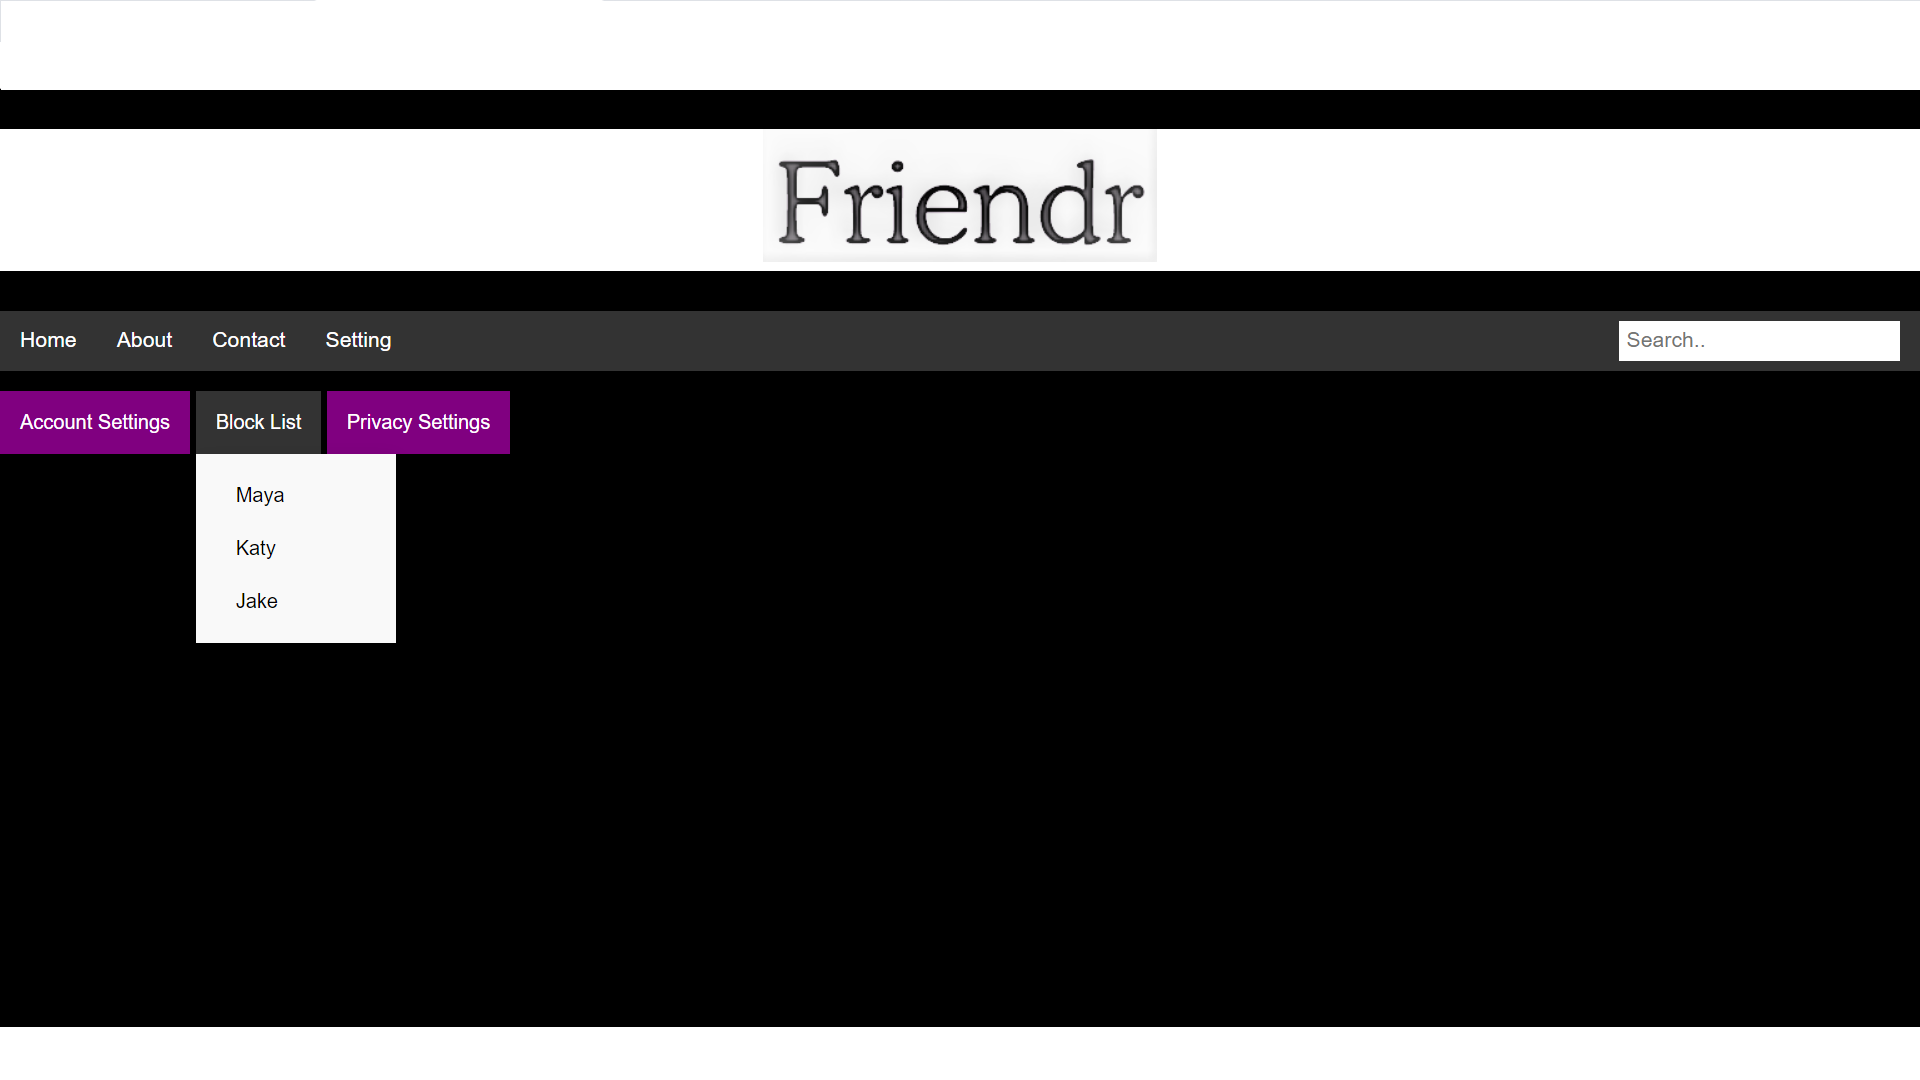 Friendr
Home About Contact Setting Search..
Account Settings Block List Privacy Settings
Maya
Katy
Jake